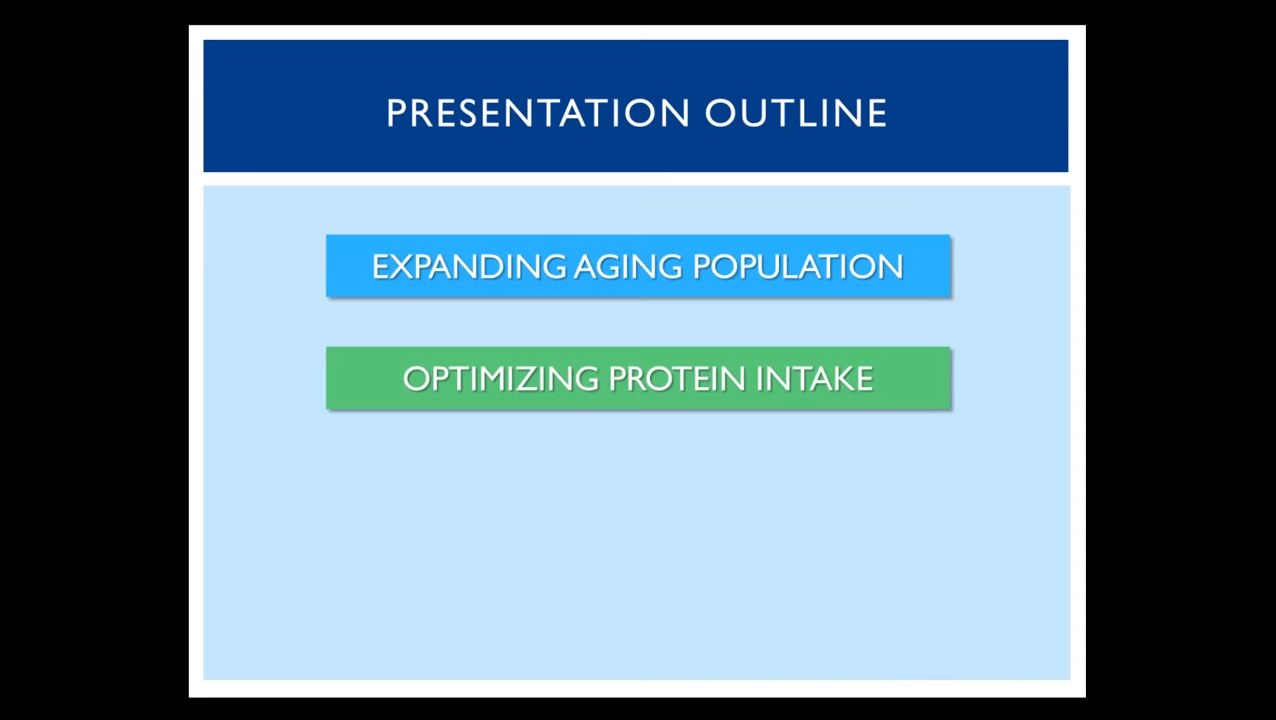 PRESENTATION OUTLINE
EXPANDING AGING POPULATION
OPTIMIZING PROTEIN INTAKE